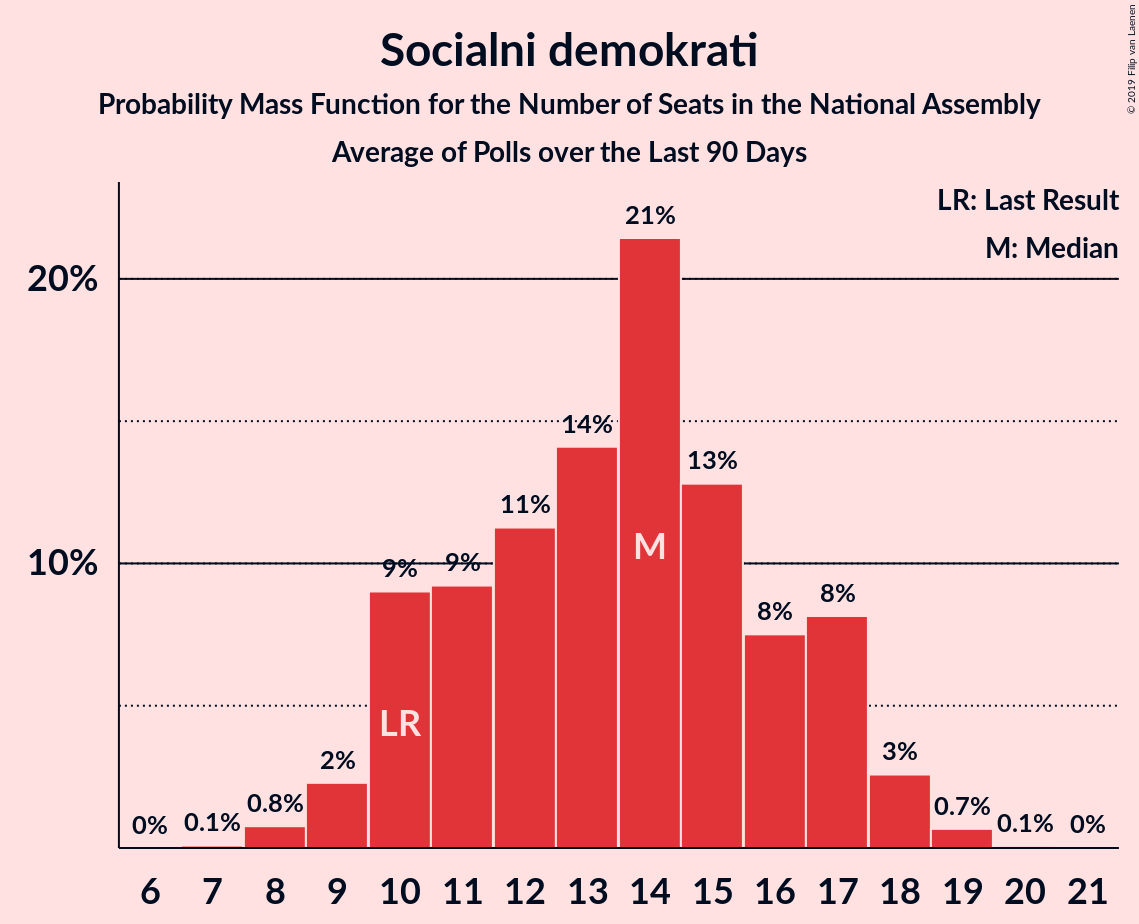 Socialni demokrati
Probability Mass Function for the Number of Seats in the National Assembly
Average of Polls over the Last 90 Days
© 2019 Filip van Laenen
LR: Last Result
M: Median
20%
10%
0%
0.1%
0.8%
2%
9%
9%
11%
14%
21%
13%
8%
8%
3%
0.7%
0.1%
0%
LR
M
6 7 8 9 10 11 12 13 14 15 16 17 18 19 20 21